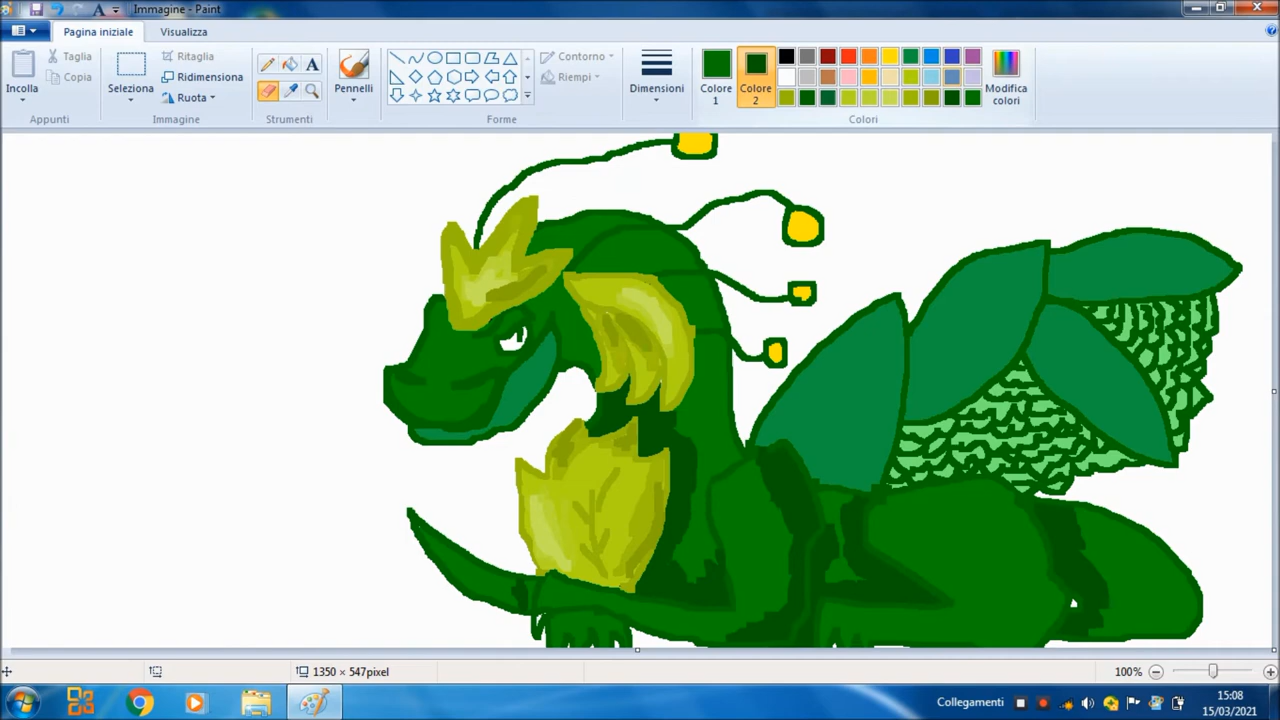 Immagine - Paint
Pagina iniziale
Visualizza
Incolla
Taglia
Copia
Appunti
Seleziona
Ritaglia
Ridimensiona
Ruota
Immagine
A
Strumenti
Pennelli
Contorno
Riempi
Forme
Dimensioni
Colore
1
Colore
2
Modifica
colori
Colori
1350 × 547pixel
100%
Collegamenti
15:08
15/03/2021